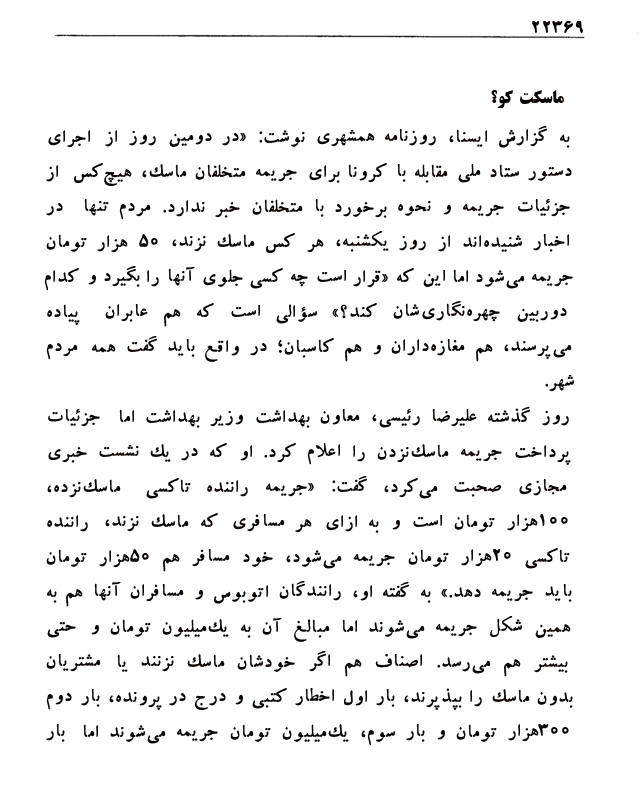 ۲۲۳۶۹
ماسکت کو؟
به گزارش ایسنا، روزنامه همشهری نوشت: «در دومین روز از اجرای
دستور ستاد ملی مقابله با کرونا برای جریمه متخلفان ماسك، هیچ‌کس از
جزئیات جریمه و نحوه برخورد با متخلفان خبر ندارد. مردم تنها در
اخبار شنیده‌اند از روز یکشنبه، هر کس ماسك نزند، ۵۰ هزار تومان
جریمه می‌شود اما این که «قرار است چه کسی جلوی آنها را بگیرد و کدام
دوربین چهره‌نگاری‌شان کند؟» سؤالی است که هم عابران پیاده
می‌پرسند، هم مغازه‌داران و هم کاسبان؛ در واقع باید گفت همه مردم
شهر.
روز گذشته علیرضا رئیسی، معاون بهداشت وزیر بهداشت اما جزئیات
پرداخت جریمه ماسك‌نزدن را اعلام کرد. او که در یك نشست خبری
مجازی صحبت می‌کرد، گفت: «جریمه راننده تاکسی ماسك‌نزده،
۱۰۰هزار تومان است و به ازای هر مسافری که ماسك نزند، راننده
تاکسی ۲۰هزار تومان جریمه می‌شود، خود مسافر هم ۵۰هزار تومان
باید جریمه دهد.» به گفته او، رانندگان اتوبوس و مسافران آنها هم به
همین شکل جریمه می‌شوند اما مبالغ آن به یك‌میلیون تومان و حتی
بیشتر هم می‌رسد. اصناف هم اگر خودشان ماسك نزنند یا مشتریان
بدون ماسك را بپذیرند، بار اول اخطار کتبی و درج در پرونده، بار دوم
۳۰۰هزار تومان و بار سوم، یك‌میلیون تومان جریمه می‌شوند اما بار